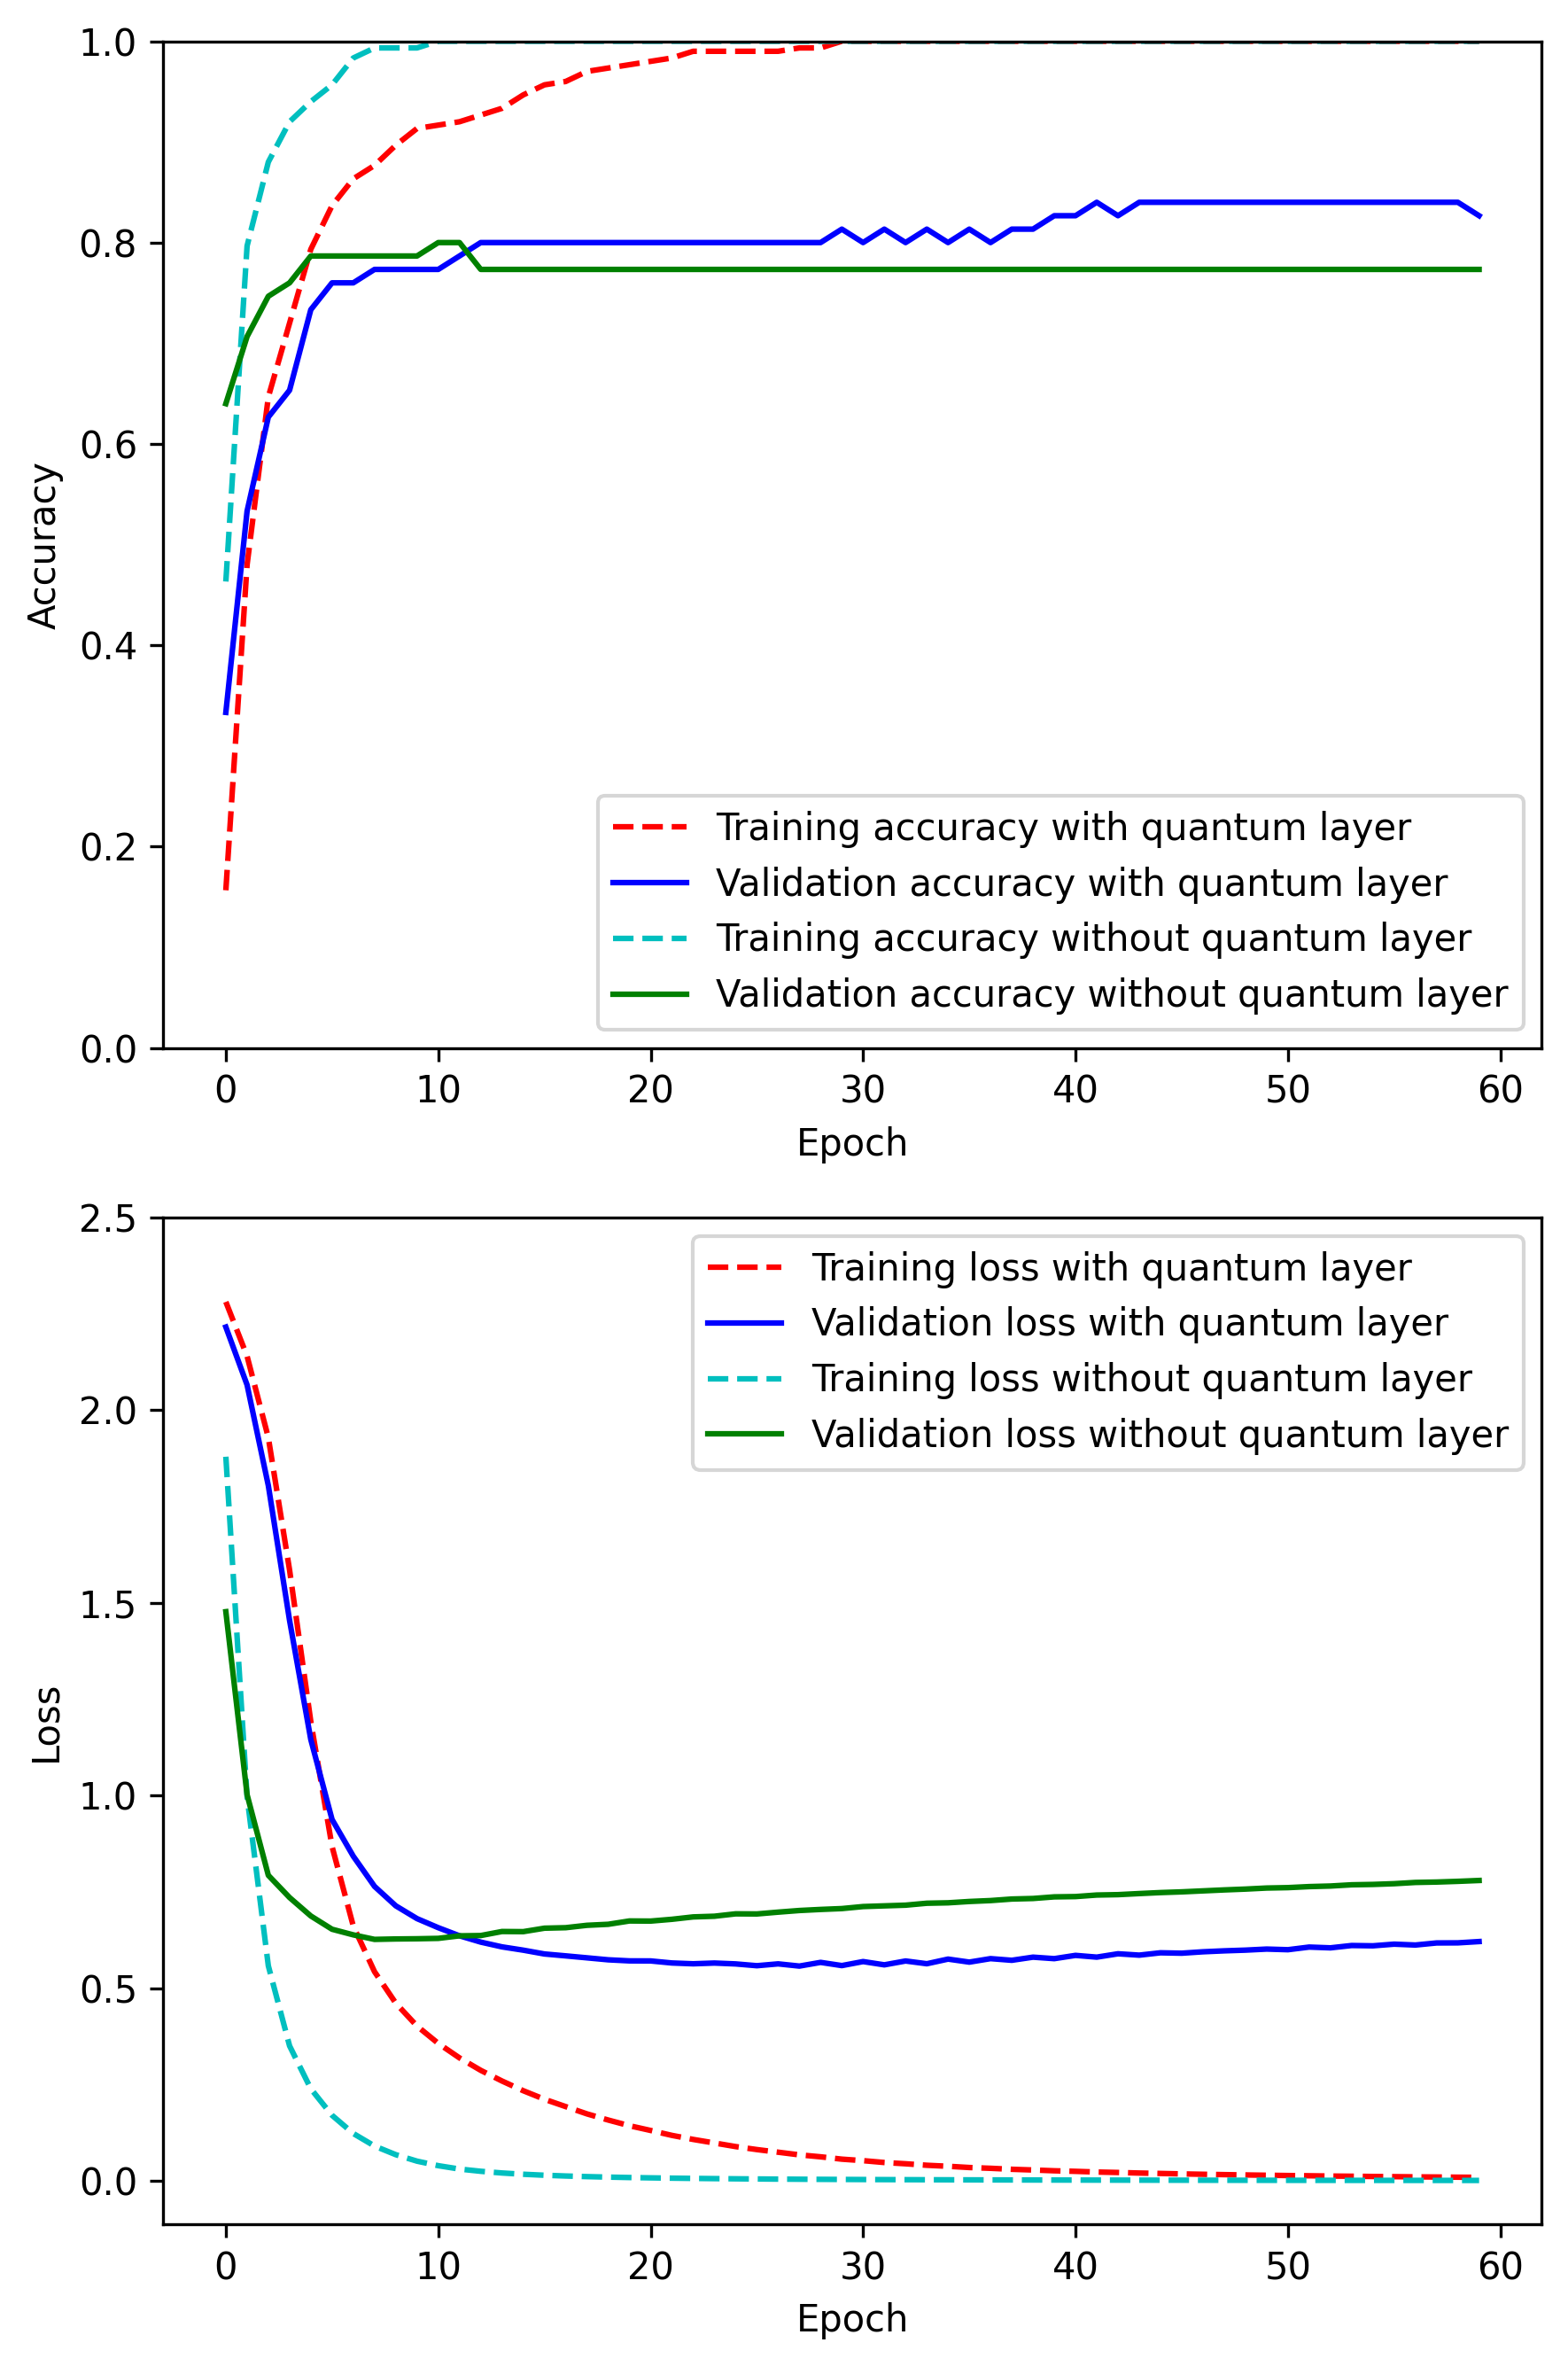 1.0
0.8
0.6
0.4
0.2
0.0
Accuracy
Training accuracy with quantum layer
Validation accuracy with quantum layer
Training accuracy without quantum layer
Validation accuracy without quantum layer
0 10 20 30 40 50 60
Epoch
2.5
2.0
1.5
1.0
0.5
0.0
Loss
Training loss with quantum layer
Validation loss with quantum layer
Training loss without quantum layer
Validation loss without quantum layer
0 10 20 30 40 50 60
Epoch